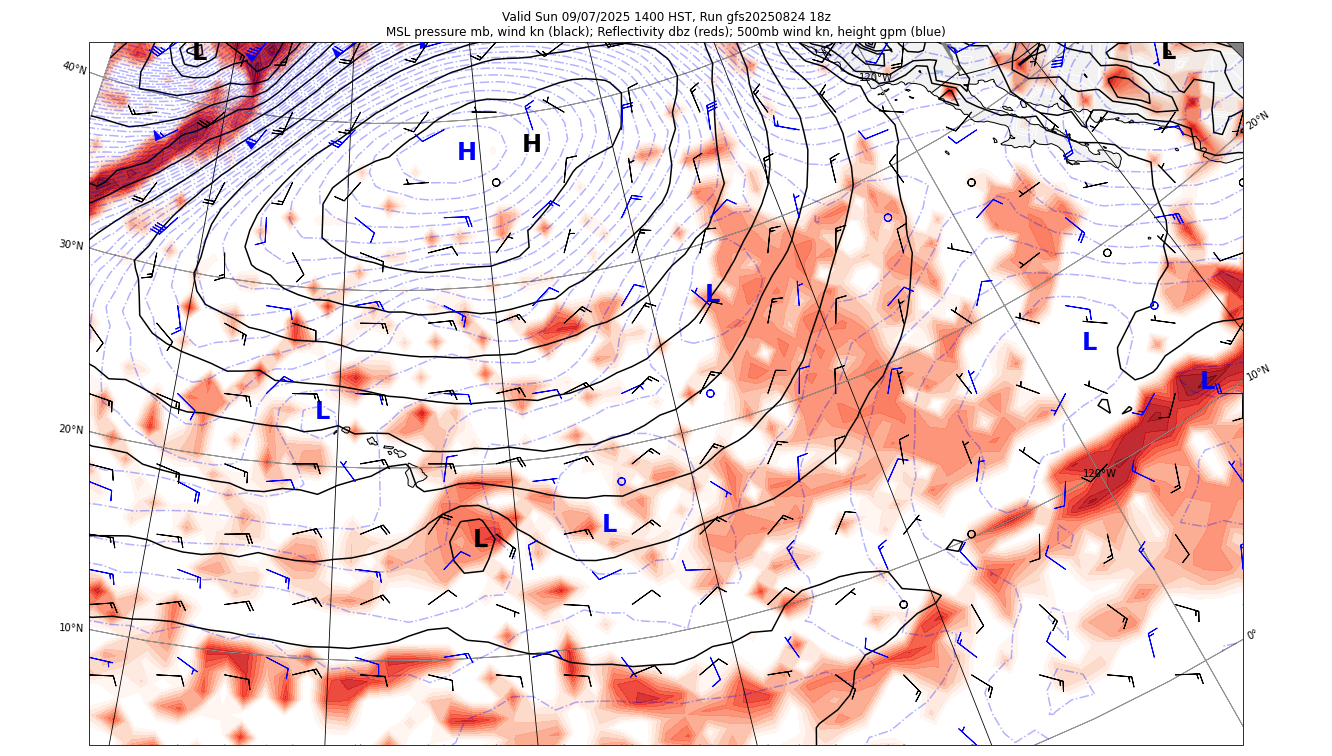 Valid Sun 09/07/2025 1400 HST, Run gfs20250824 18z
MSL pressure mb, wind kn (black); Reflectivity dbz (reds); 500mb wind kn, height gpm (blue)
L
L
40°N
120°W
20°N
H
H
30°N
L
L
10°N
L
L
20°N
120°W
L
L
10°N
0°